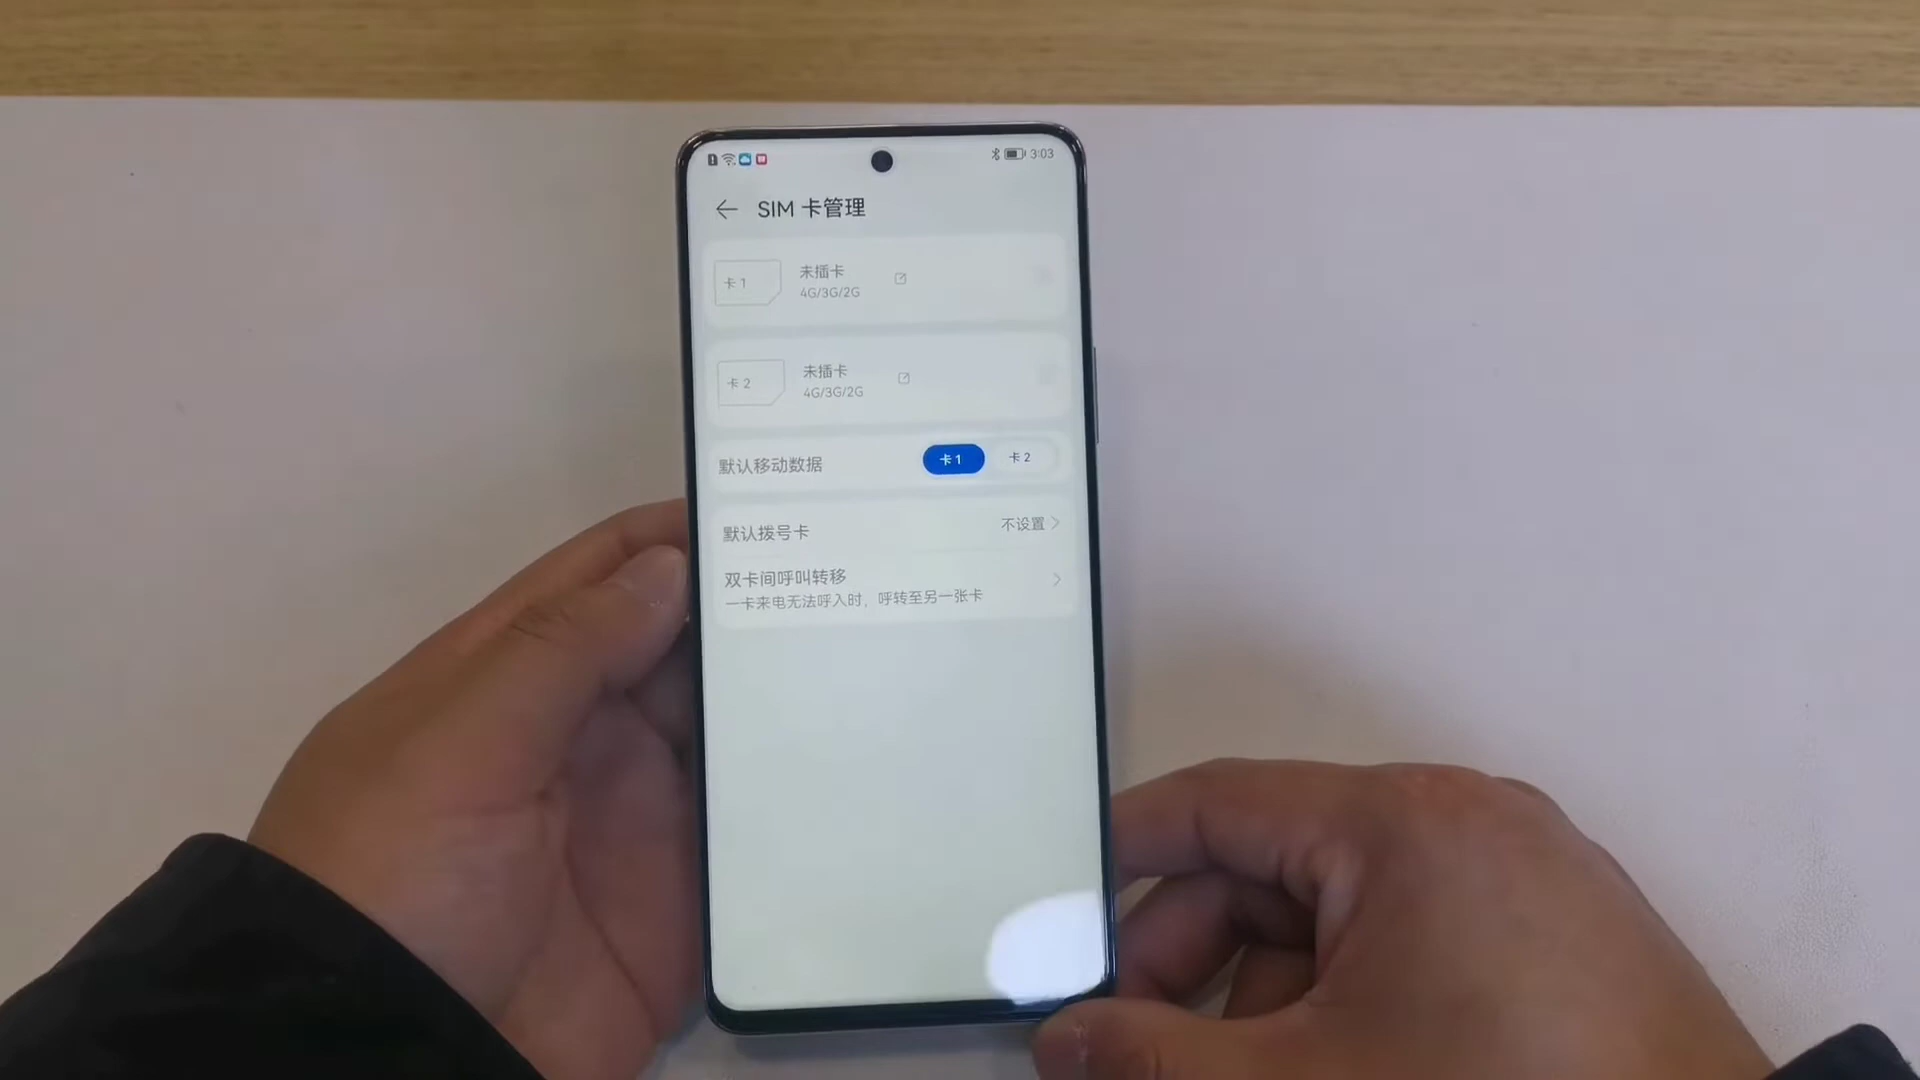 3:03
SIM 卡管理
卡 1
未插卡
4G/3G/2G
卡 2
未插卡
4G/3G/2G
默认移动数据
卡 1
卡 2
默认拨号卡
不设置
双卡间呼叫转移
一卡来电无法呼入时，呼转至另一张卡